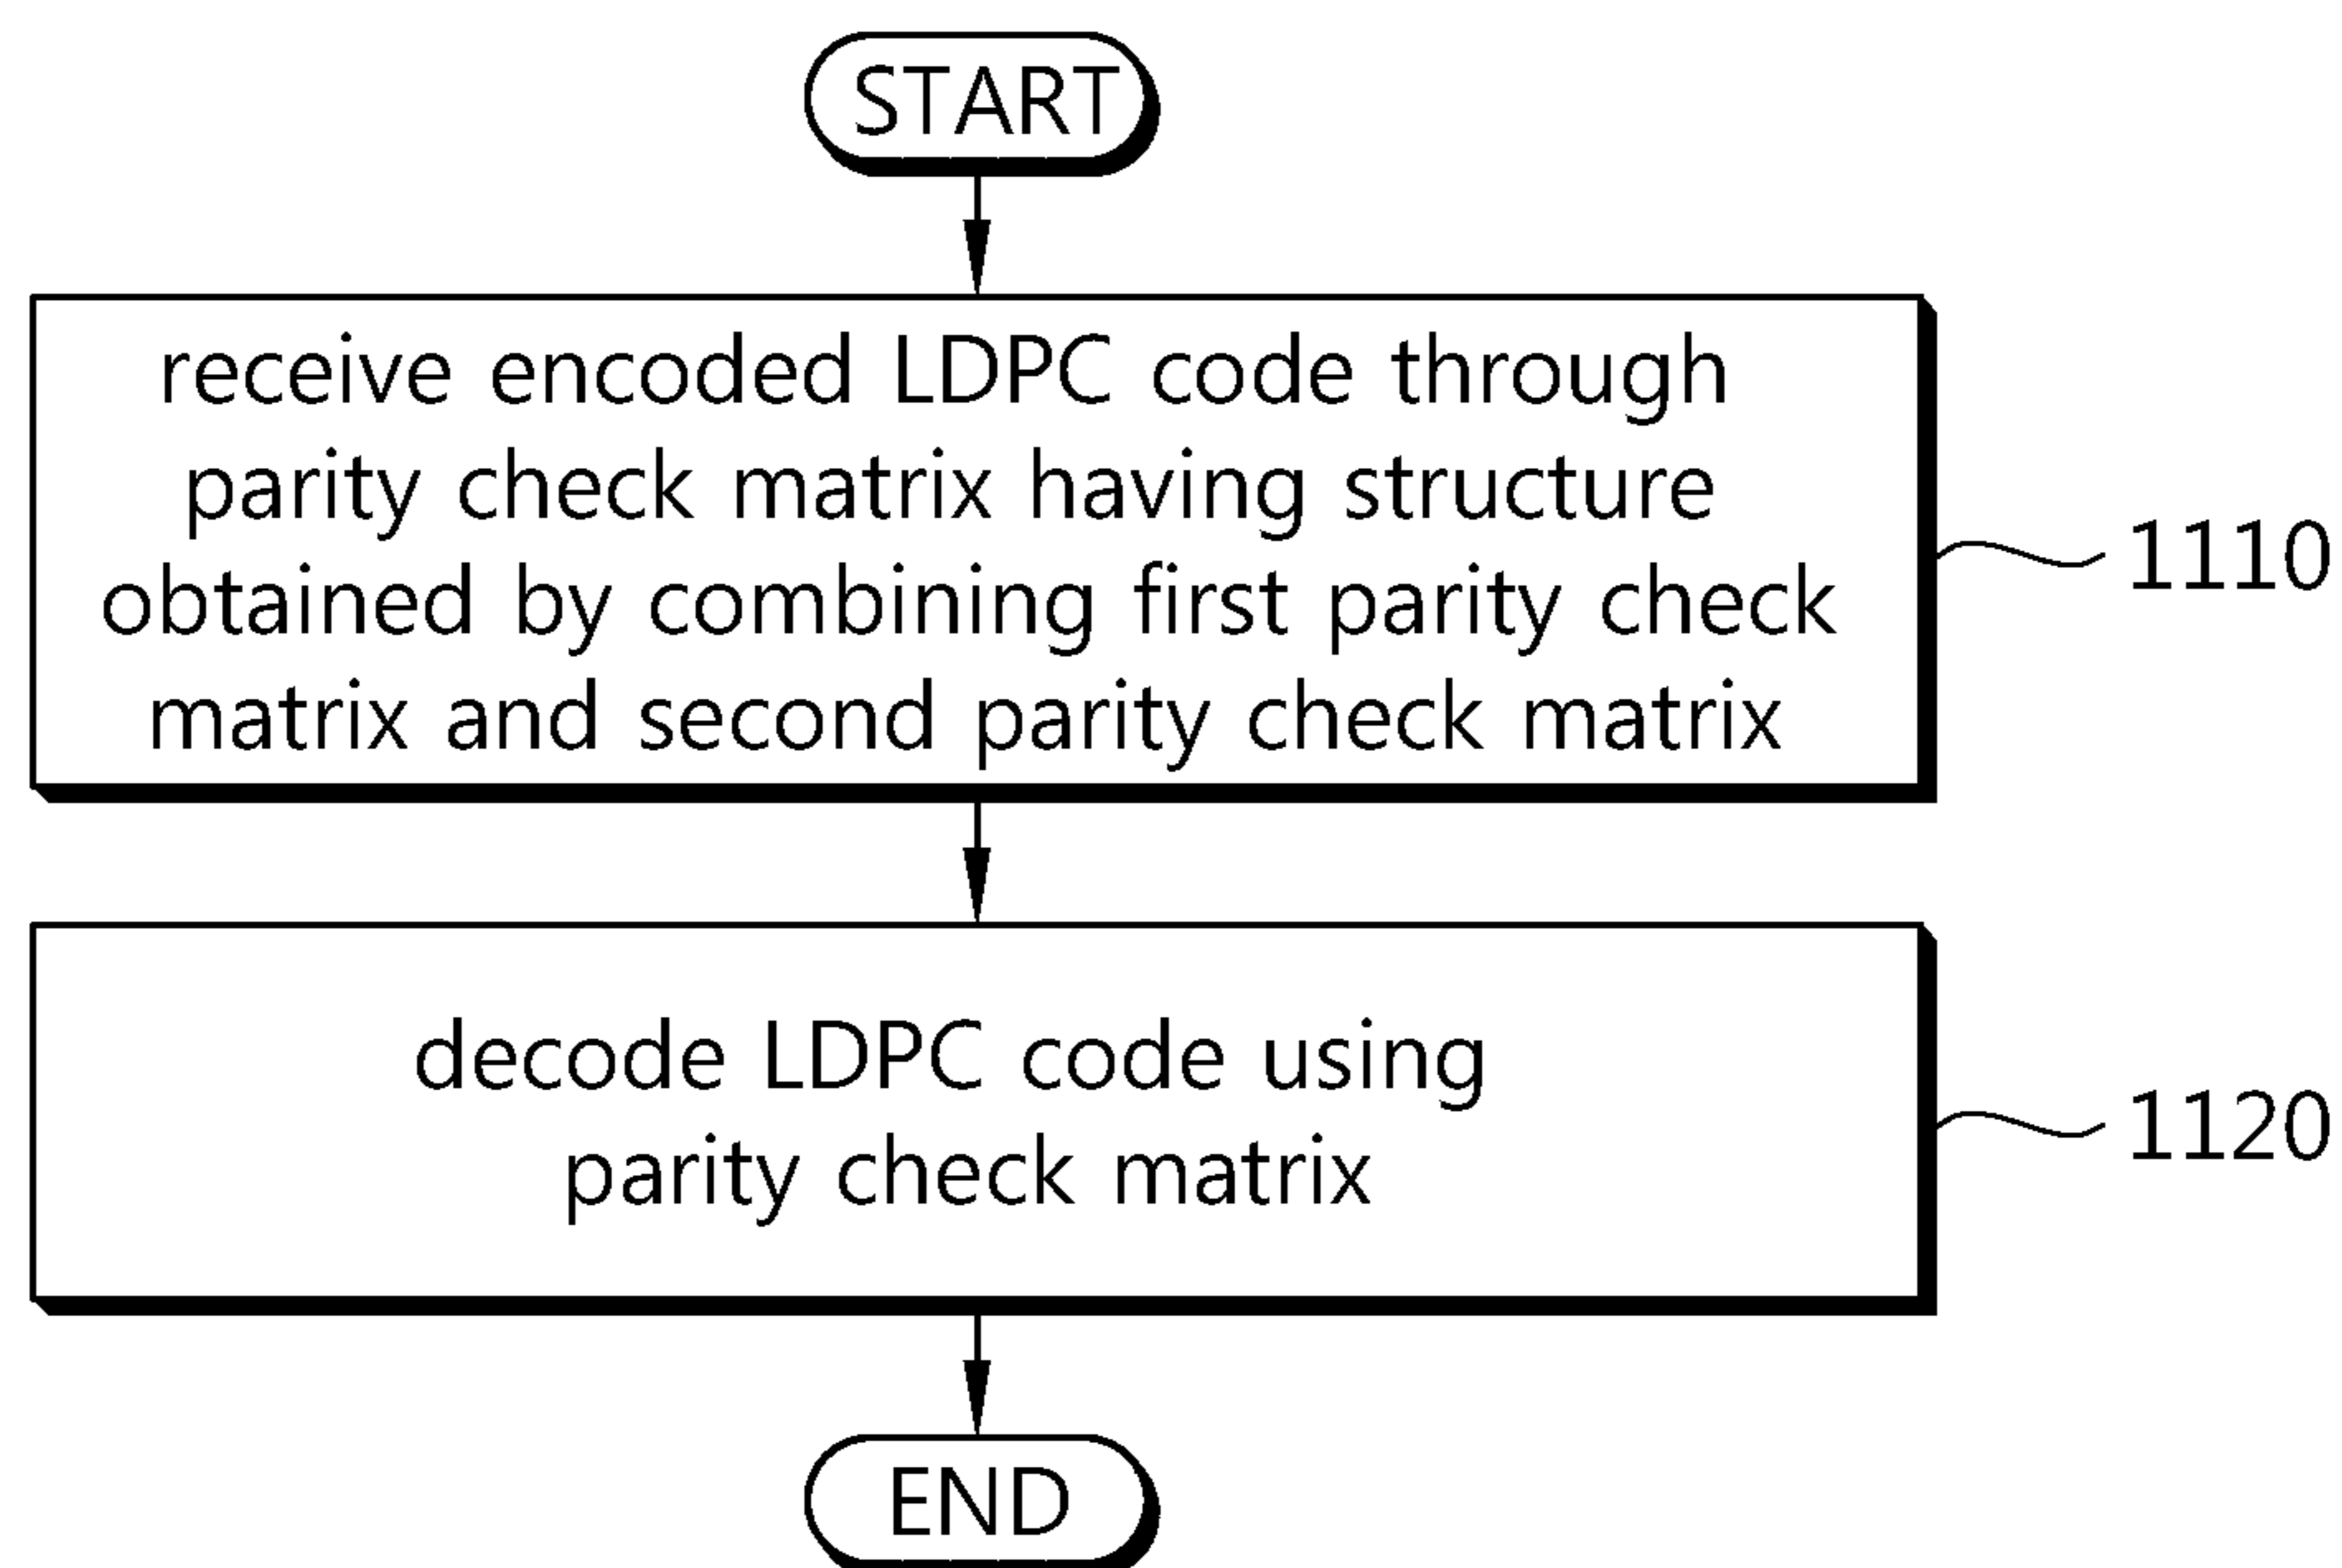 START
receive encoded LDPC code through
parity check matrix having structure
obtained by combining first parity check
matrix and second parity check matrix
1110
decode LDPC code using
parity check matrix
1120
END